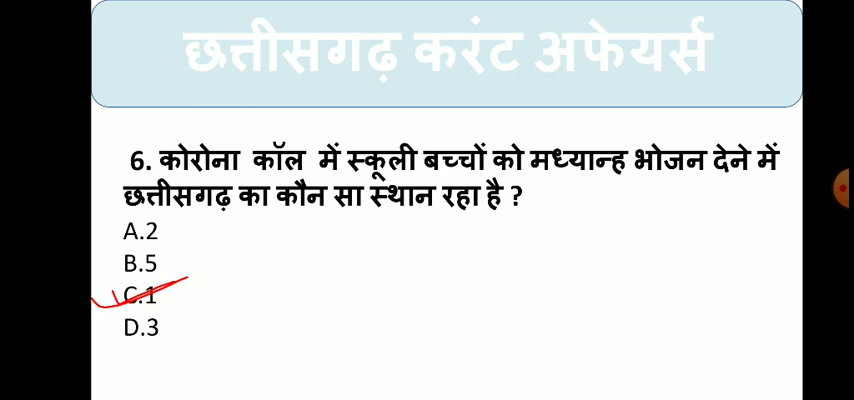 छत्तीसगढ़ करंट अफेयर्स
6. कोरोना कॉल में स्कूली बच्चों को मध्यान्ह भोजन देने में
छत्तीसगढ़ का कौन सा स्थान रहा है ?
A.2
B.5
C.1
D.3